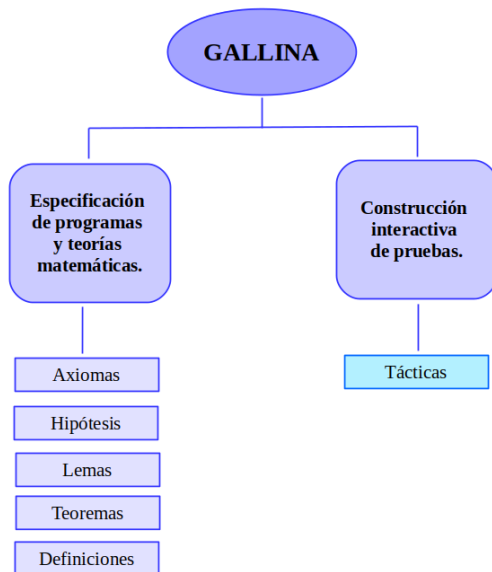 GALLINA
Especificación
de programas
y teorías
matemáticas.
Construcción
interactiva
de pruebas.
Axiomas
Hipótesis
Lemas
Teoremas
Definiciones
Tácticas